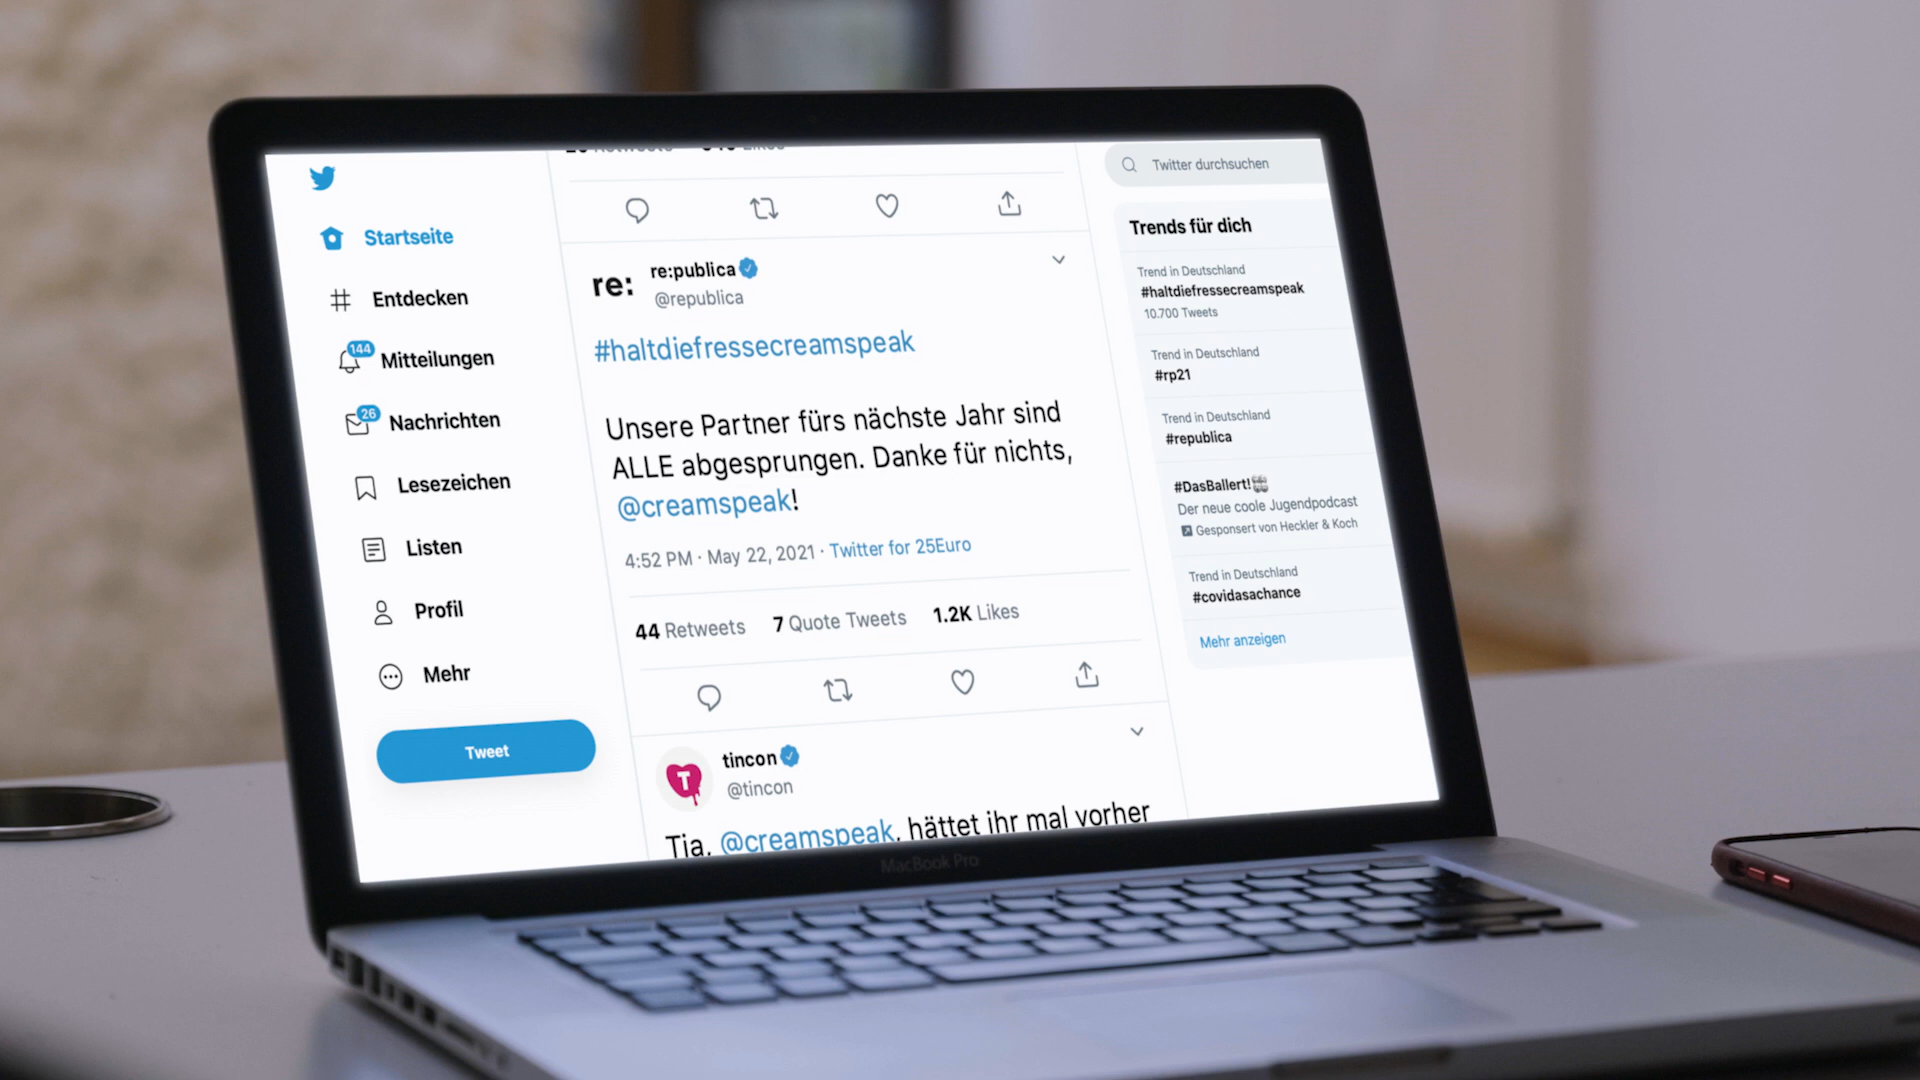 Startseite
Entdecken
144
Mitteilungen
26
Nachrichten
Lesezeichen
Listen
Profil
Mehr
Tweet
re:
re:publica
@republica
#haltdiefressecreamspeak
Unsere Partner fürs nächste Jahr sind
ALLE abgesprungen. Danke für nichts,
@creamspeak!
4:52 PM · May 22, 2021 · Twitter for 25Euro
44 Retweets 7 Quote Tweets 1.2K Likes
T
tincon
@tincon
Tja, @creamspeak, hättet ihr mal vorher
Twitter durchsuchen
Trends für dich
Trend in Deutschland
#haltdiefressecreamspeak
10.700 Tweets
Trend in Deutschland
#rp21
Trend in Deutschland
#republica
#DasBallert!
Der neue coole Jugendpodcast
Gesponsert von Heckler & Koch
Trend in Deutschland
#covidasachance
Mehr anzeigen
MacBook Pro